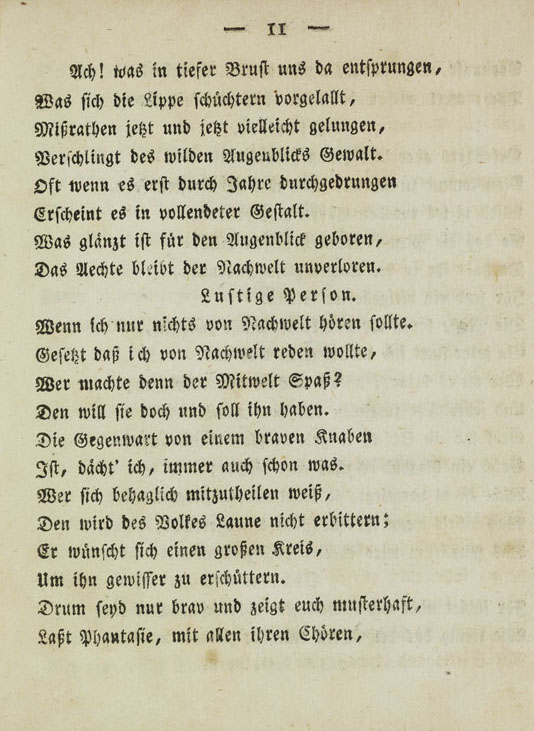 — 11 —
Ach! was in tiefer Brust uns da entsprungen,
Was sich die Lippe schüchtern vorgelallt,
Mißrathen jetzt und jetzt vielleicht gelungen,
Verschlingt des wilden Augenblicks Gewalt.
Oft wenn es erst durch Jahre durchgedrungen
Erscheint es in vollendeter Gestalt.
Was glänzt ist für den Augenblick geboren,
Das Aechte bleibt der Nachwelt unverloren.
Lustige Person.
Wenn ich nur nichts von Nachwelt hören sollte.
Gesetzt daß ich von Nachwelt reden wollte,
Wer machte denn der Mitwelt Spaß?
Den will sie doch und soll ihn haben.
Die Gegenwart von einem braven Knaben
Ist, dächt' ich, immer auch schon was.
Wer sich behaglich mitzutheilen weiß,
Den wird des Volkes Laune nicht erbittern;
Er wünscht sich einen großen Kreis,
Um ihn gewisser zu erschüttern.
Drum seyd nur brav und zeigt euch musterhaft,
Laßt Phantasie, mit allen ihren Chören,